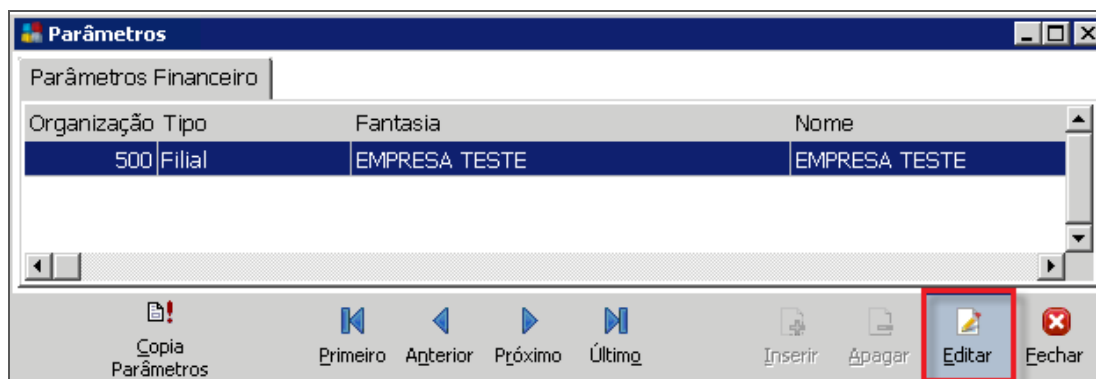 Parâmetros
Parâmetros Financeiro
Organização Tipo Fantasia Nome
500 Filial EMPRESA TESTE EMPRESA TESTE
Copia Parâmetros
Primeiro Anterior Próximo Último Inserir Apagar Editar Fechar